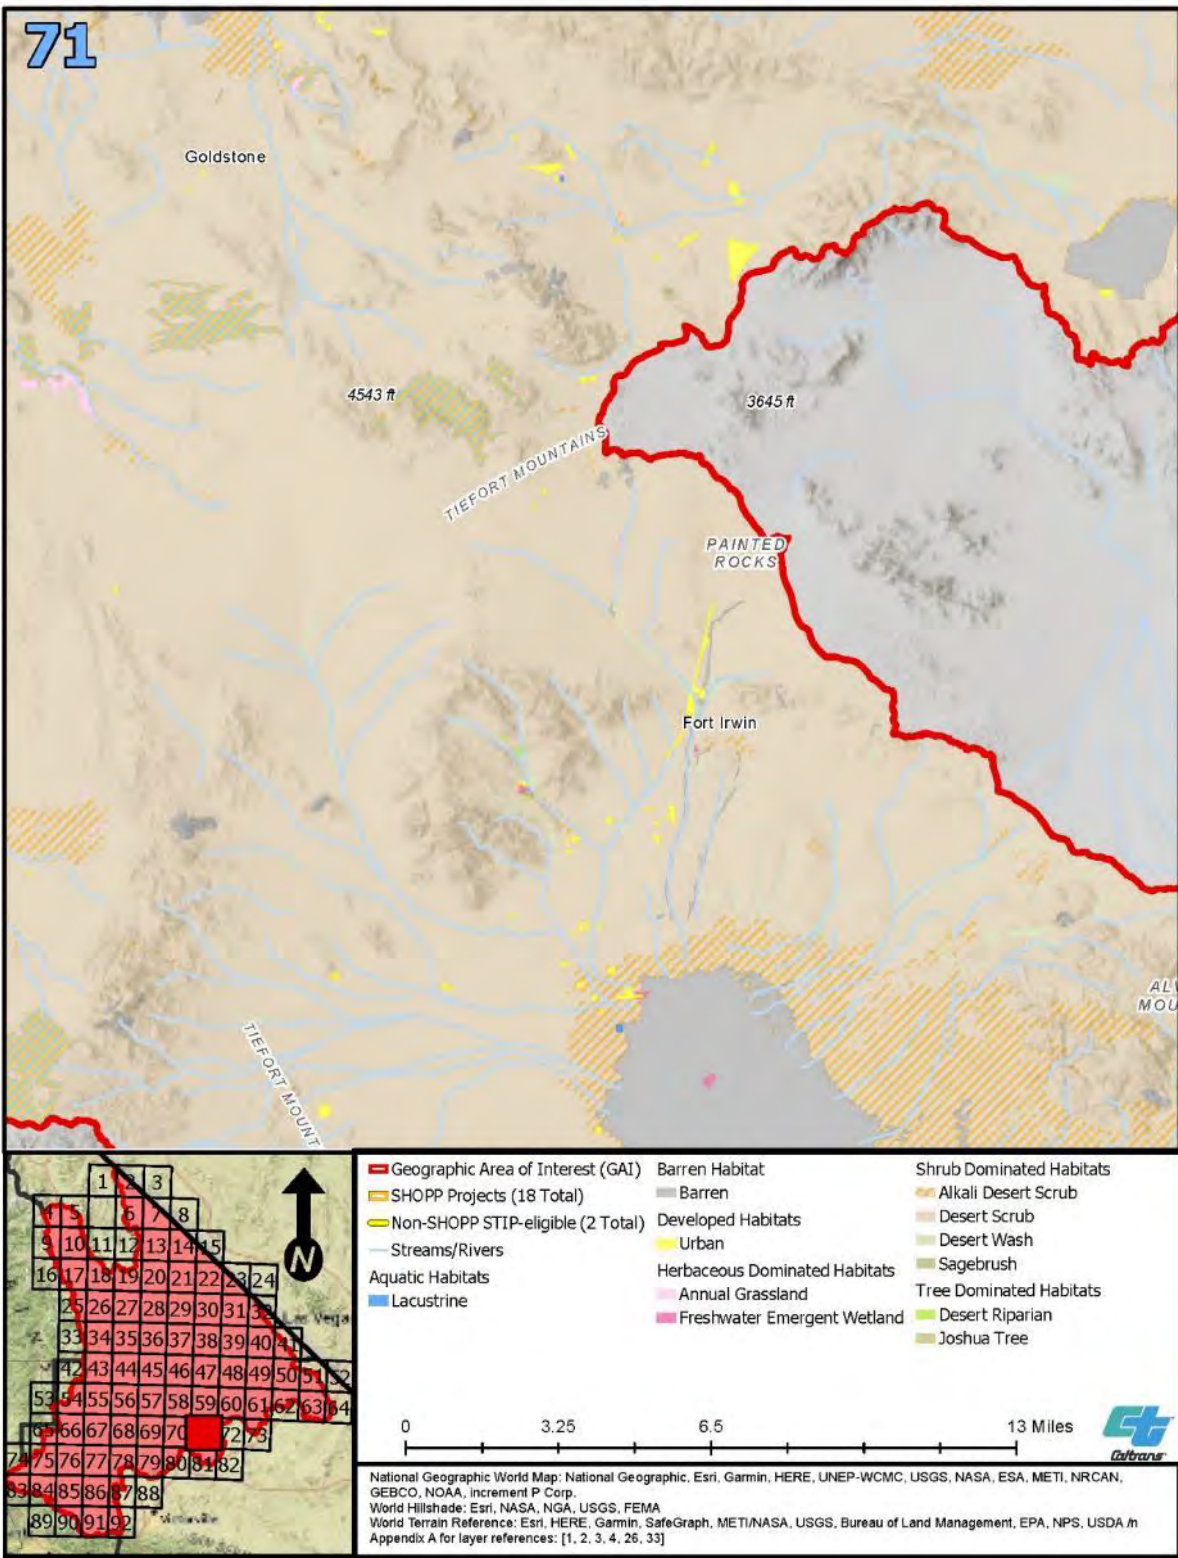 71
Goldstone
4543 ft
3645 ft
TIEFORT MOUNTAINS
PAINTED
ROCKS
Fort Irwin
TIEFORT MOUNT
AL
MOU
1 2 3
4 5 6 7 8
9 10 11 12 13 14 15
16 17 18 19 20 21 22 23 24
25 26 27 28 29 30 31 32
Las Vega
33 34 35 36 37 38 39 40 41
42 43 44 45 46 47 48 49 50 51 52
53 54 55 56 57 58 59 60 61 62 63 64
65 66 67 68 69 70 72 73
74 75 76 77 78 79 80 81 82
83 84 85 86 87 88
89 90 91 92
Victorville
N
Geographic Area of Interest (GAI)
SHOPP Projects (18 Total)
Non-SHOPP STIP-eligible (2 Total)
Streams/Rivers
Aquatic Habitats
Lacustrine
Barren Habitat
Barren
Developed Habitats
Urban
Herbaceous Dominated Habitats
Annual Grassland
Freshwater Emergent Wetland
Shrub Dominated Habitats
Alkali Desert Scrub
Desert Scrub
Desert Wash
Sagebrush
Tree Dominated Habitats
Desert Riparian
Joshua Tree
0 3.25 6.5 13 Miles
ct
Caltrans
National Geographic World Map: National Geographic, Esri, Garmin, HERE, UNEP-WCMC, USGS, NASA, ESA, METI, NRCAN,
GEBCO, NOAA, increment P Corp.
World Hillshade: Esri, NASA, NGA, USGS, FEMA
World Terrain Reference: Esri, HERE, Garmin, SafeGraph, METI/NASA, USGS, Bureau of Land Management, EPA, NPS, USDA /n
Appendix A for layer references: [1, 2, 3, 4, 26, 33]